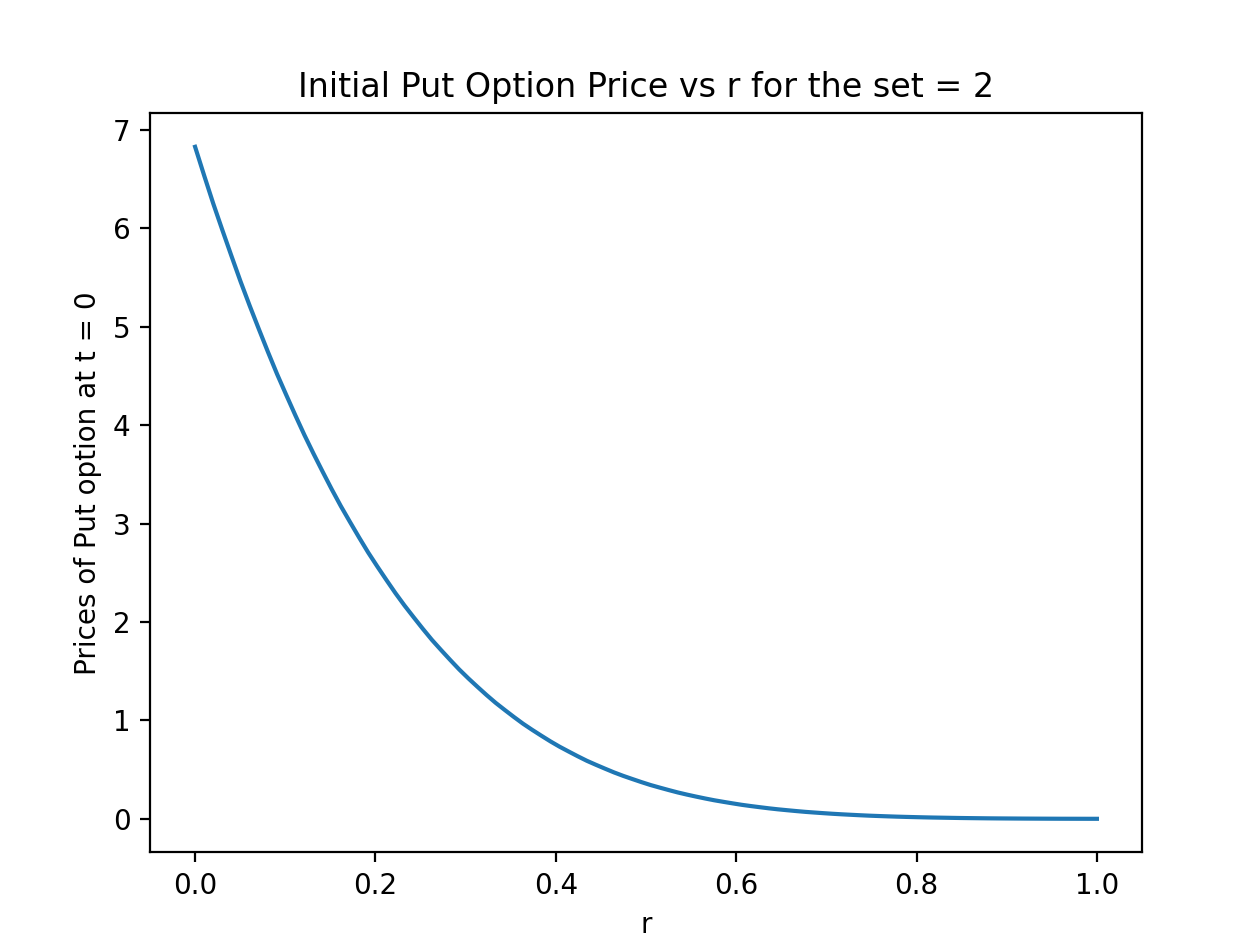 Initial Put Option Price vs r for the set = 2
Prices of Put option at t = 0
7
6
5
4
3
2
1
0
0.0 0.2 0.4 0.6 0.8 1.0
r